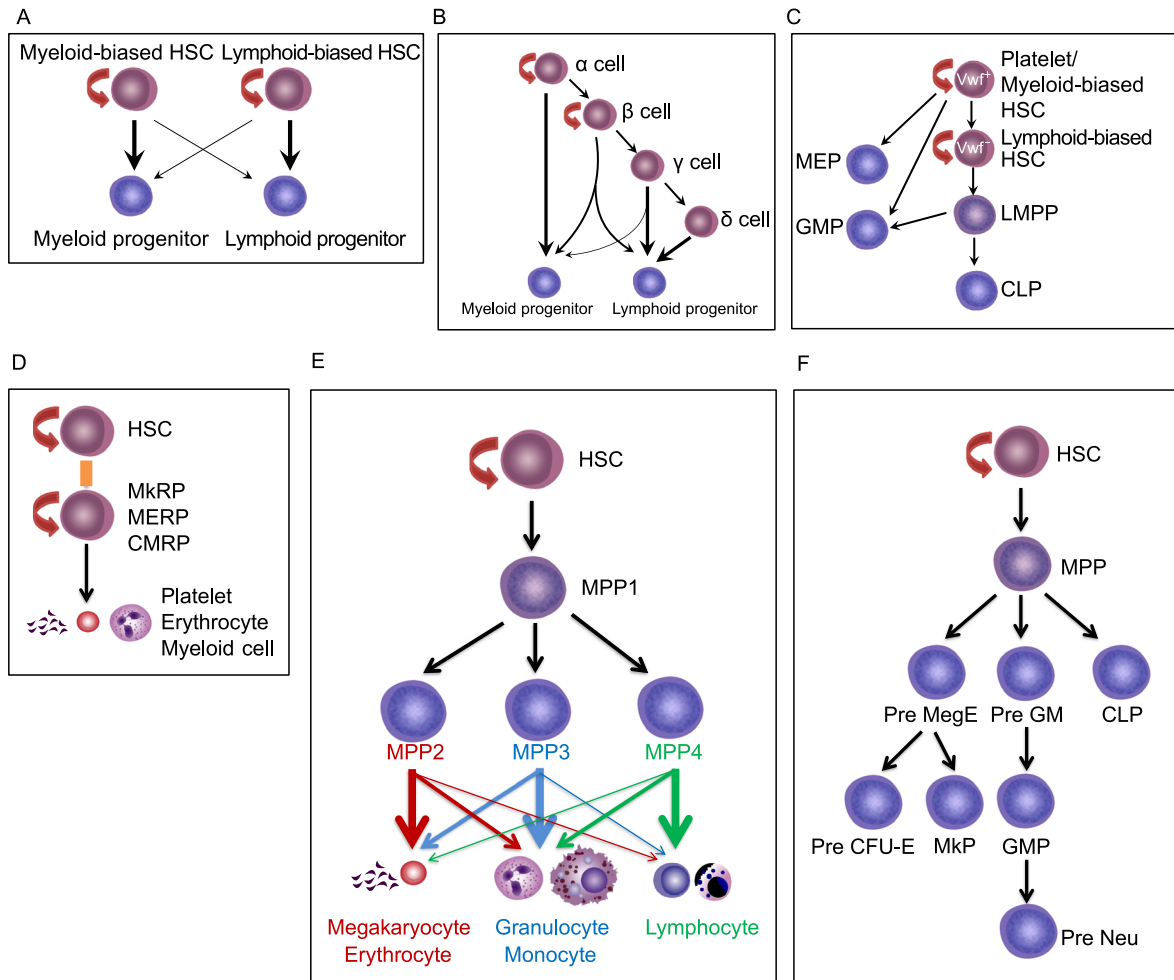 A
Myeloid-biased HSC
Lymphoid-biased HSC
Myeloid progenitor
Lymphoid progenitor
B
α cell
β cell
γ cell
δ cell
Myeloid progenitor
Lymphoid progenitor
C
Vwf⁺
Platelet/
Myeloid-biased
HSC
Vwf⁻
Lymphoid-biased
HSC
MEP
GMP
LMPP
CLP
D
HSC
MkRP
MERP
CMRP
Platelet
Erythrocyte
Myeloid cell
E
HSC
MPP1
MPP2
MPP3
MPP4
Megakaryocyte
Erythrocyte
Granulocyte
Monocyte
Lymphocyte
F
HSC
MPP
Pre MegE
Pre GM
CLP
Pre CFU-E
MkP
GMP
Pre Neu